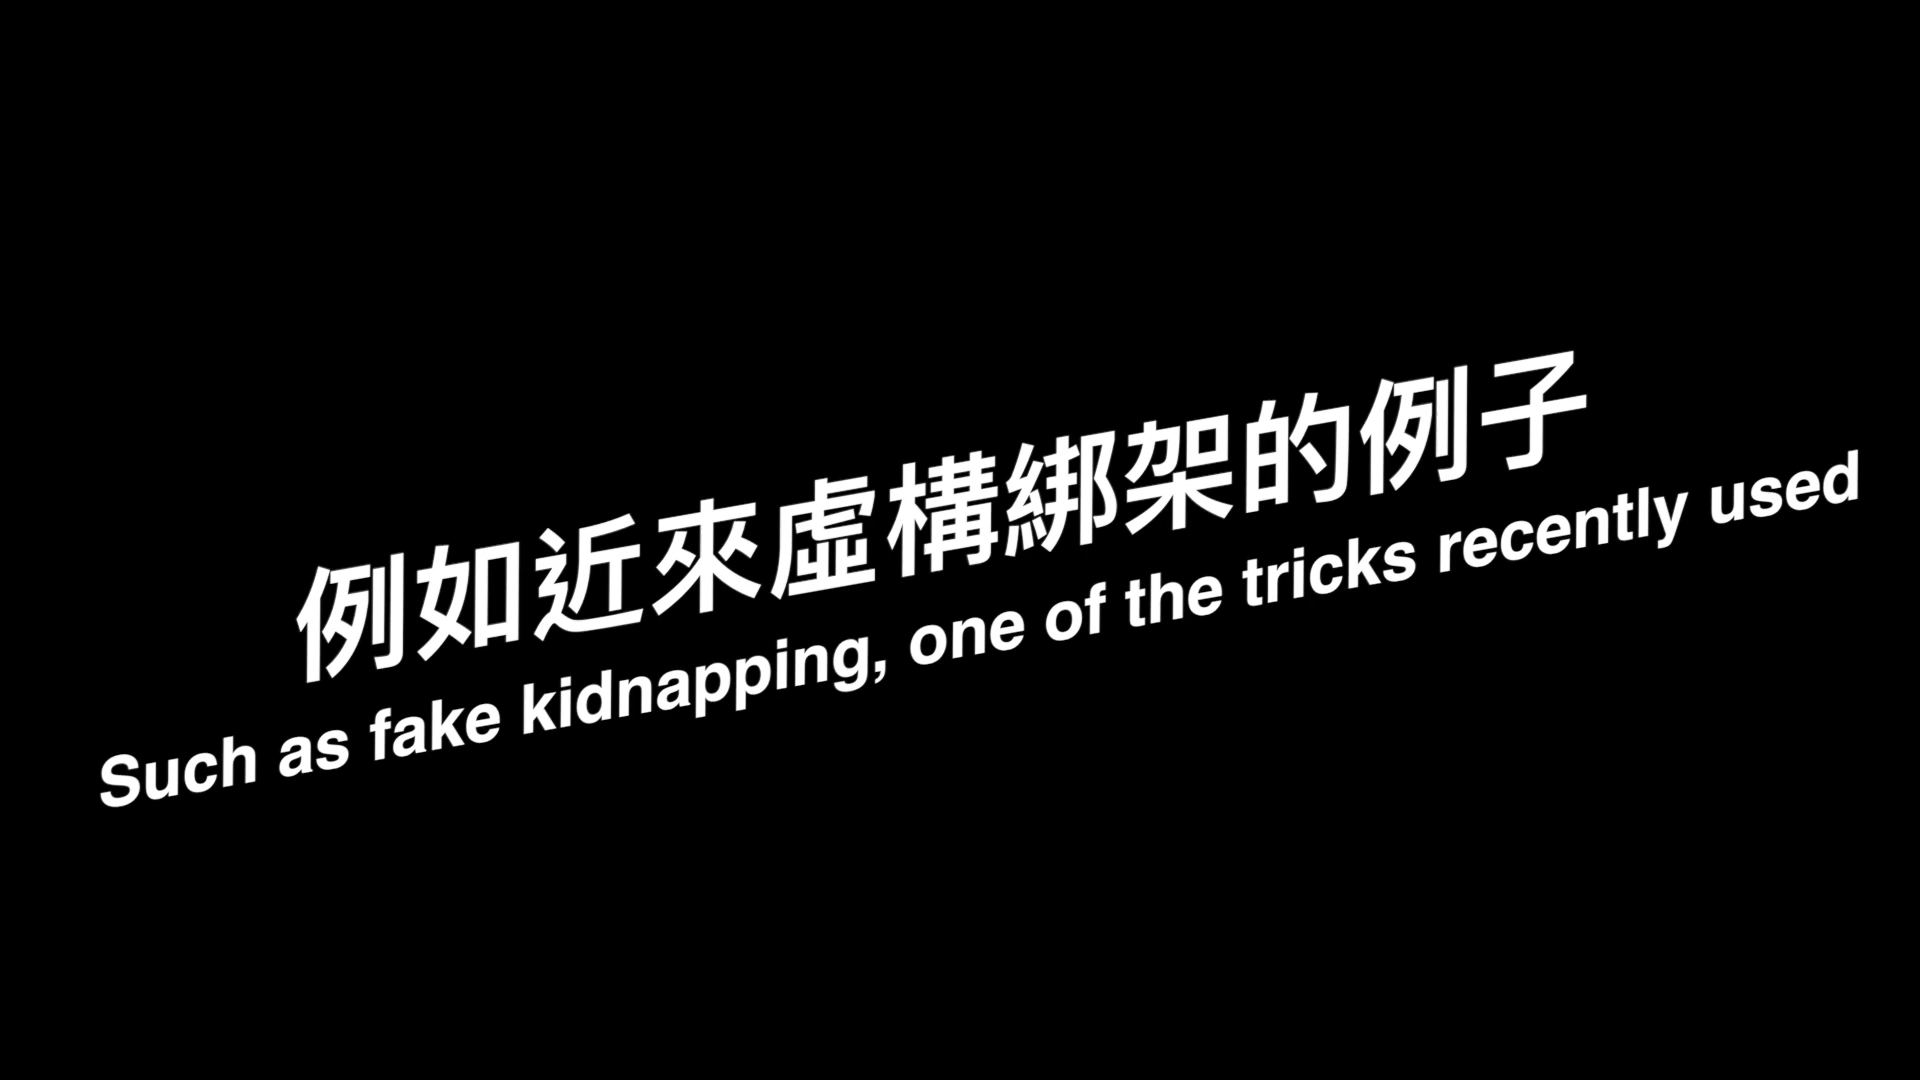 例如近來虛構綁架的例子
Such as fake kidnapping, one of the tricks recently used